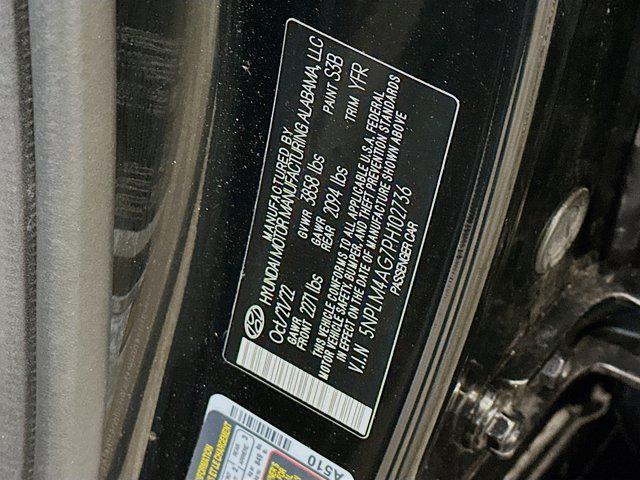 MANUFACTURED BY
HYUNDAI MOTOR MANUFACTURING ALABAMA, LLC
Oct/21/22 GVWR 3858 lbs PAINT S3B
GAWR FRONT 2271 lbs GAWR REAR 2094 lbs TRIM YFR
THIS VEHICLE CONFORMS TO ALL APPLICABLE U.S.A. FEDERAL
MOTOR VEHICLE SAFETY, BUMPER, AND THEFT PREVENTION STANDARDS
IN EFFECT ON THE DATE OF MANUFACTURE SHOWN ABOVE
V.I.N 5NPLM4AG7PH102736
PASSENGER CAR
A510